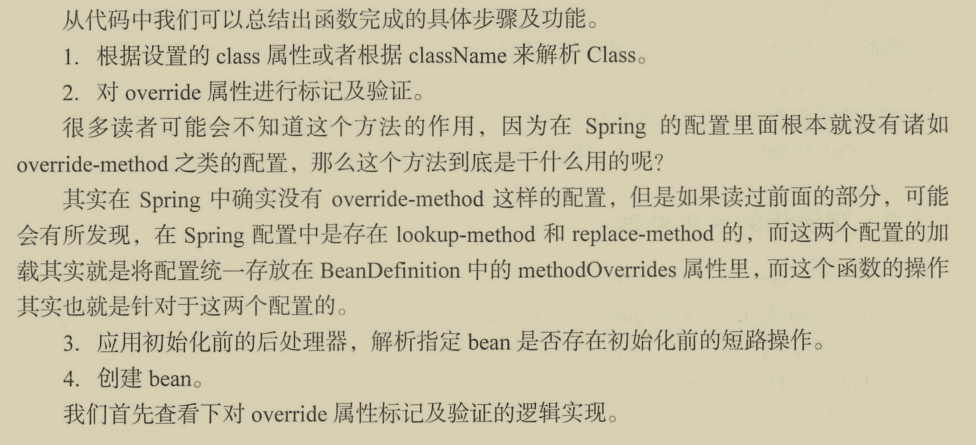 从代码中我们可以总结出函数完成的具体步骤及功能。
1. 根据设置的 class 属性或者根据 className 来解析 Class。
2. 对 override 属性进行标记及验证。
很多读者可能会不知道这个方法的作用，因为在 Spring 的配置里面根本就没有诸如
override-method 之类的配置，那么这个方法到底是干什么用的呢？
其实在 Spring 中确实没有 override-method 这样的配置，但是如果读过前面的部分，可能
会有所发现，在 Spring 配置中是存在 lookup-method 和 replace-method 的，而这两个配置的加
载其实就是将配置统一存放在 BeanDefinition 中的 methodOverrides 属性里，而这个函数的操作
其实也就是针对于这两个配置的。
3. 应用初始化前的后处理器，解析指定 bean 是否存在初始化前的短路操作。
4. 创建 bean。
我们首先查看下对 override 属性标记及验证的逻辑实现。